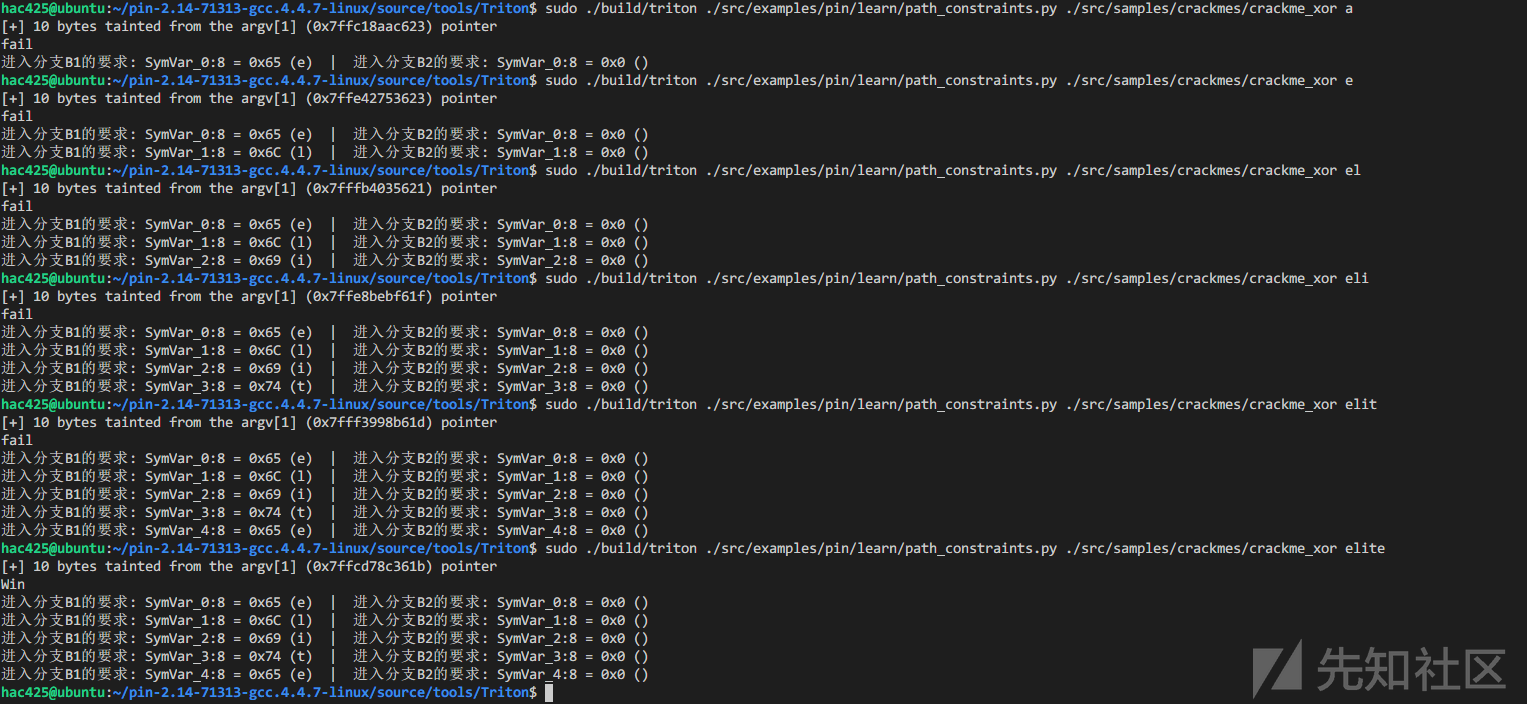 hac425@ubuntu:~/pin-2.14-71313-gcc.4.4.7-linux/source/tools/Triton$ sudo ./build/triton ./src/examples/pin/learn/path_constraints.py ./src/samples/crackmes/crackme_xor a
[+] 10 bytes tainted from the argv[1] (0x7ffc18aac623) pointer
fail
进入分支B1的要求: SymVar_0:8 = 0x65 (e)  |  进入分支B2的要求: SymVar_0:8 = 0x0 ()
hac425@ubuntu:~/pin-2.14-71313-gcc.4.4.7-linux/source/tools/Triton$ sudo ./build/triton ./src/examples/pin/learn/path_constraints.py ./src/samples/crackmes/crackme_xor e
[+] 10 bytes tainted from the argv[1] (0x7ffe42753623) pointer
fail
进入分支B1的要求: SymVar_0:8 = 0x65 (e)  |  进入分支B2的要求: SymVar_0:8 = 0x0 ()
进入分支B1的要求: SymVar_1:8 = 0x6C (l)  |  进入分支B2的要求: SymVar_1:8 = 0x0 ()
hac425@ubuntu:~/pin-2.14-71313-gcc.4.4.7-linux/source/tools/Triton$ sudo ./build/triton ./src/examples/pin/learn/path_constraints.py ./src/samples/crackmes/crackme_xor el
[+] 10 bytes tainted from the argv[1] (0x7fffb4035621) pointer
fail
进入分支B1的要求: SymVar_0:8 = 0x65 (e)  |  进入分支B2的要求: SymVar_0:8 = 0x0 ()
进入分支B1的要求: SymVar_1:8 = 0x6C (l)  |  进入分支B2的要求: SymVar_1:8 = 0x0 ()
进入分支B1的要求: SymVar_2:8 = 0x69 (i)  |  进入分支B2的要求: SymVar_2:8 = 0x0 ()
hac425@ubuntu:~/pin-2.14-71313-gcc.4.4.7-linux/source/tools/Triton$ sudo ./build/triton ./src/examples/pin/learn/path_constraints.py ./src/samples/crackmes/crackme_xor eli
[+] 10 bytes tainted from the argv[1] (0x7ffe8bebf61f) pointer
fail
进入分支B1的要求: SymVar_0:8 = 0x65 (e)  |  进入分支B2的要求: SymVar_0:8 = 0x0 ()
进入分支B1的要求: SymVar_1:8 = 0x6C (l)  |  进入分支B2的要求: SymVar_1:8 = 0x0 ()
进入分支B1的要求: SymVar_2:8 = 0x69 (i)  |  进入分支B2的要求: SymVar_2:8 = 0x0 ()
进入分支B1的要求: SymVar_3:8 = 0x74 (t)  |  进入分支B2的要求: SymVar_3:8 = 0x0 ()
hac425@ubuntu:~/pin-2.14-71313-gcc.4.4.7-linux/source/tools/Triton$ sudo ./build/triton ./src/examples/pin/learn/path_constraints.py ./src/samples/crackmes/crackme_xor elit
[+] 10 bytes tainted from the argv[1] (0x7fff3998b61d) pointer
fail
进入分支B1的要求: SymVar_0:8 = 0x65 (e)  |  进入分支B2的要求: SymVar_0:8 = 0x0 ()
进入分支B1的要求: SymVar_1:8 = 0x6C (l)  |  进入分支B2的要求: SymVar_1:8 = 0x0 ()
进入分支B1的要求: SymVar_2:8 = 0x69 (i)  |  进入分支B2的要求: SymVar_2:8 = 0x0 ()
进入分支B1的要求: SymVar_3:8 = 0x74 (t)  |  进入分支B2的要求: SymVar_3:8 = 0x0 ()
进入分支B1的要求: SymVar_4:8 = 0x65 (e)  |  进入分支B2的要求: SymVar_4:8 = 0x0 ()
hac425@ubuntu:~/pin-2.14-71313-gcc.4.4.7-linux/source/tools/Triton$ sudo ./build/triton ./src/examples/pin/learn/path_constraints.py ./src/samples/crackmes/crackme_xor elite
[+] 10 bytes tainted from the argv[1] (0x7ffcd78c361b) pointer
Win
进入分支B1的要求: SymVar_0:8 = 0x65 (e)  |  进入分支B2的要求: SymVar_0:8 = 0x0 ()
进入分支B1的要求: SymVar_1:8 = 0x6C (l)  |  进入分支B2的要求: SymVar_1:8 = 0x0 ()
进入分支B1的要求: SymVar_2:8 = 0x69 (i)  |  进入分支B2的要求: SymVar_2:8 = 0x0 ()
进入分支B1的要求: SymVar_3:8 = 0x74 (t)  |  进入分支B2的要求: SymVar_3:8 = 0x0 ()
进入分支B1的要求: SymVar_4:8 = 0x65 (e)  |  进入分支B2的要求: SymVar_4:8 = 0x0 ()
hac425@ubuntu:~/pin-2.14-71313-gcc.4.4.7-linux/source/tools/Triton$
先知社区